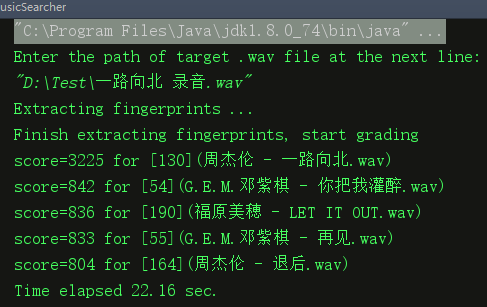 usicSearcher
"C:\Program Files\Java\jdk1.8.0_74\bin\java" ...
Enter the path of target .wav file at the next line:
"D:\Test\一路向北 录音.wav"
Extracting fingerprints ...
Finish extracting fingerprints, start grading
score=3225 for [130](周杰伦 - 一路向北.wav)
score=842 for [54](G.E.M.邓紫棋 - 你把我灌醉.wav)
score=836 for [190](福原美穂 - LET IT OUT.wav)
score=833 for [55](G.E.M.邓紫棋 - 再见.wav)
score=804 for [164](周杰伦 - 退后.wav)
Time elapsed 22.16 sec.